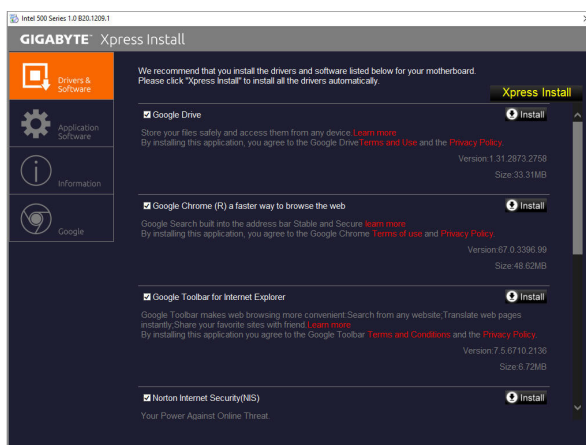 Intel 500 Series 1.0 B20.1209.1
GIGABYTE™ Xpress Install
Drivers &
Software
Application
Software
Information
Google
We recommend that you install the drivers and software listed below for your motherboard.
Please click "Xpress Install" to install all the drivers automatically.
Xpress Install
Google Drive
Install
Store your files safely and access them from any device.Learn more
By installing this application, you agree to the Google DriveTerms and Use and the Privacy Policy.
Version:1.31.2873.2758
Size:33.31MB
Google Chrome (R) a faster way to browse the web
Install
Google Search built into the address bar Stable and Secure learn more
By installing this application, you agree to the Google Chrome Terms of use and Privacy Policy.
Version:67.0.3396.99
Size:48.62MB
Google Toolbar for Internet Explorer
Install
Google Toolbar makes web browsing more convenient:Search from any website;Translate web pages
instantly;Share your favorite sites with friend.Learn more
By installing this application you agree to the Google Toolbar Terms and Conditions and the Privacy Policy.
Version:7.5.6710.2136
Size:6.72MB
Norton Internet Security(NIS)
Install
Your Power Against Online Threat.